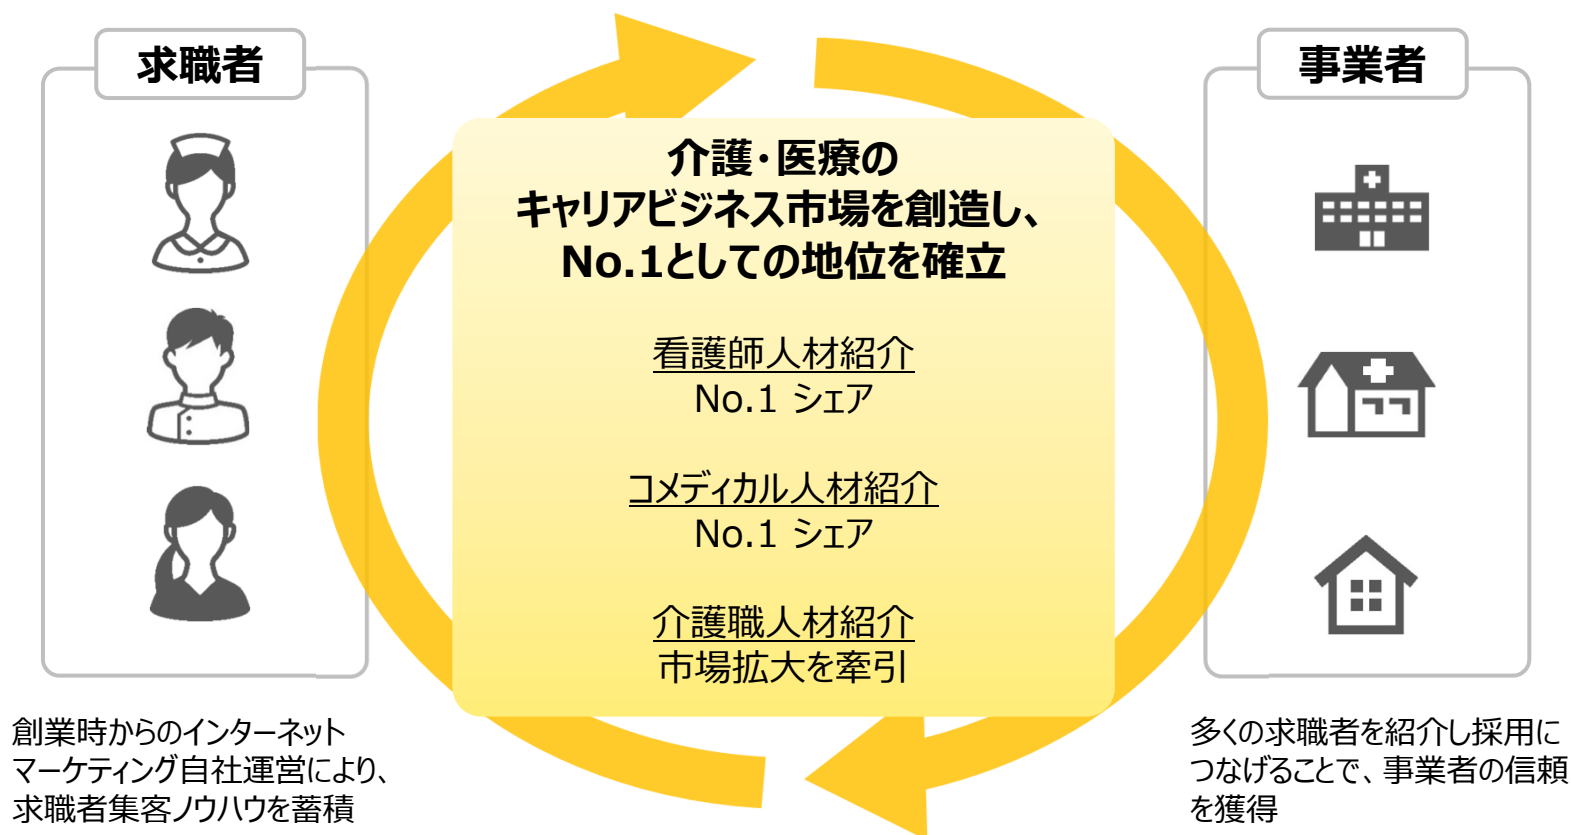 求職者
事業者
介護・医療の
キャリアビジネス市場を創造し、
No.1としての地位を確立
看護師人材紹介
No.1 シェア
コメディカル人材紹介
No.1 シェア
介護職人材紹介
市場拡大を牽引
創業時からのインターネット
マーケティング自社運営により、
求職者集客ノウハウを蓄積
多くの求職者を紹介し採用に
つなげることで、事業者の信頼
を獲得